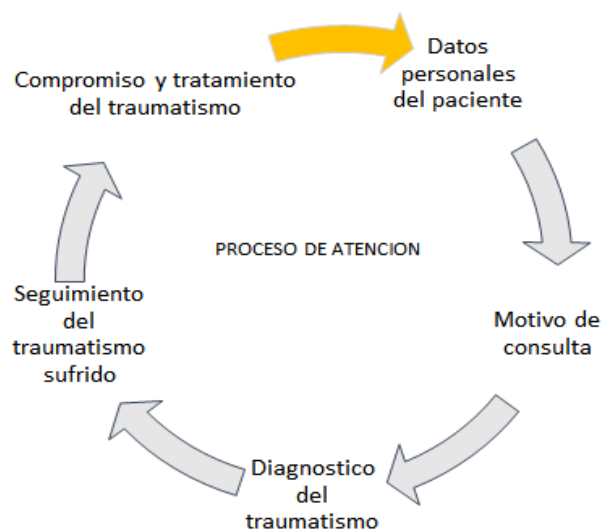 Datos
personales
del paciente
Motivo de
consulta
Diagnostico
del
traumatismo
Seguimiento
del
traumatismo
sufrido
Compromiso y tratamiento
del traumatismo
PROCESO DE ATENCION